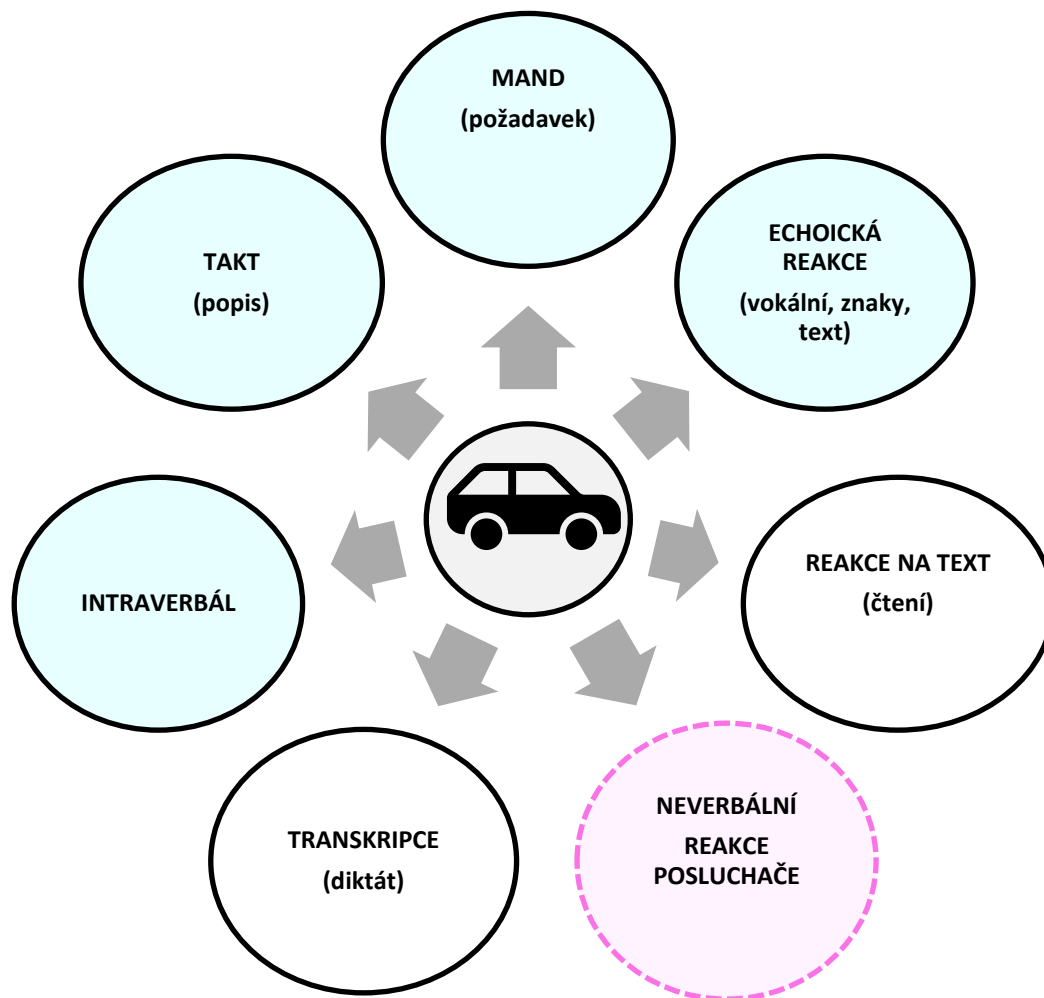 MAND
(požadavek)
ECHOICKÁ
REAKCE
(vokální, znaky,
text)
TAKT
(popis)
REAKCE NA TEXT
(čtení)
INTRAVERBÁL
NEVERBÁLNÍ
REAKCE
POSLUCHAČE
TRANSKRIPCE
(diktát)